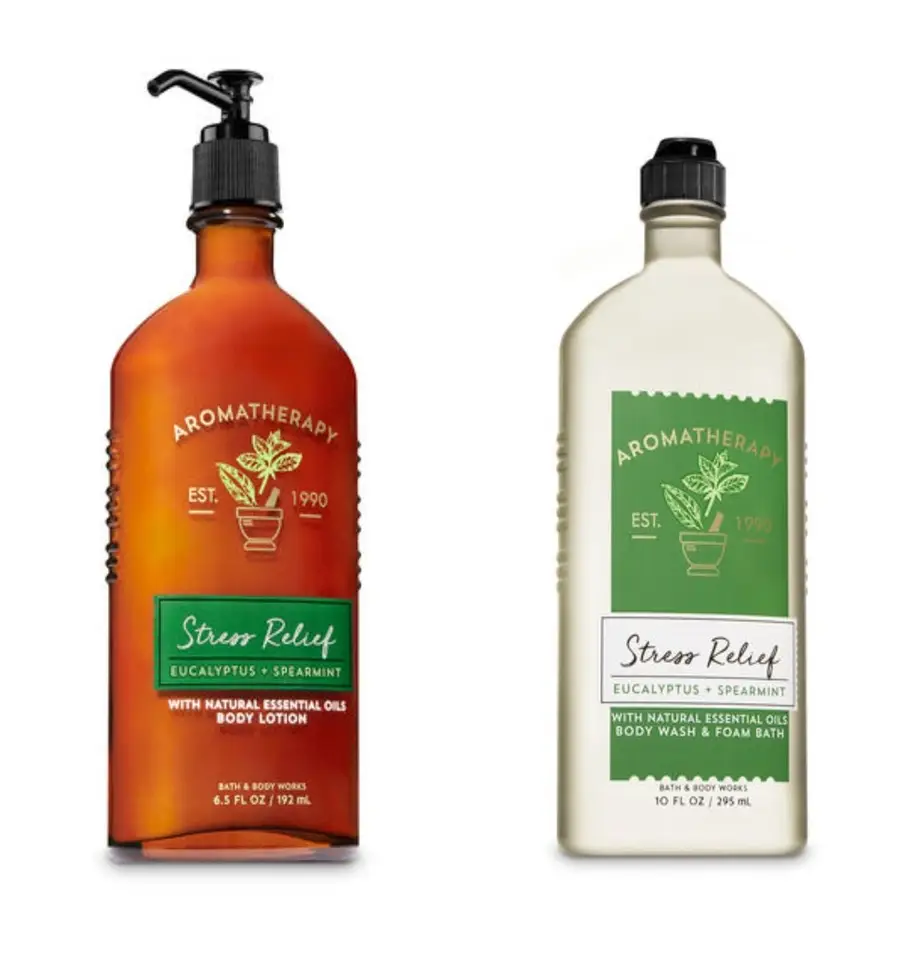 AROMATHERAPY
EST. 1990
Stress Relief
EUCALYPTUS + SPEARMINT
WITH NATURAL ESSENTIAL OILS
BODY LOTION
BATH & BODY WORKS
6.5 FL OZ / 192 mL
AROMATHERAPY
EST. 1990
Stress Relief
EUCALYPTUS + SPEARMINT
WITH NATURAL ESSENTIAL OILS
BODY WASH & FOAM BATH
BATH & BODY WORKS
10 FL OZ / 295 mL